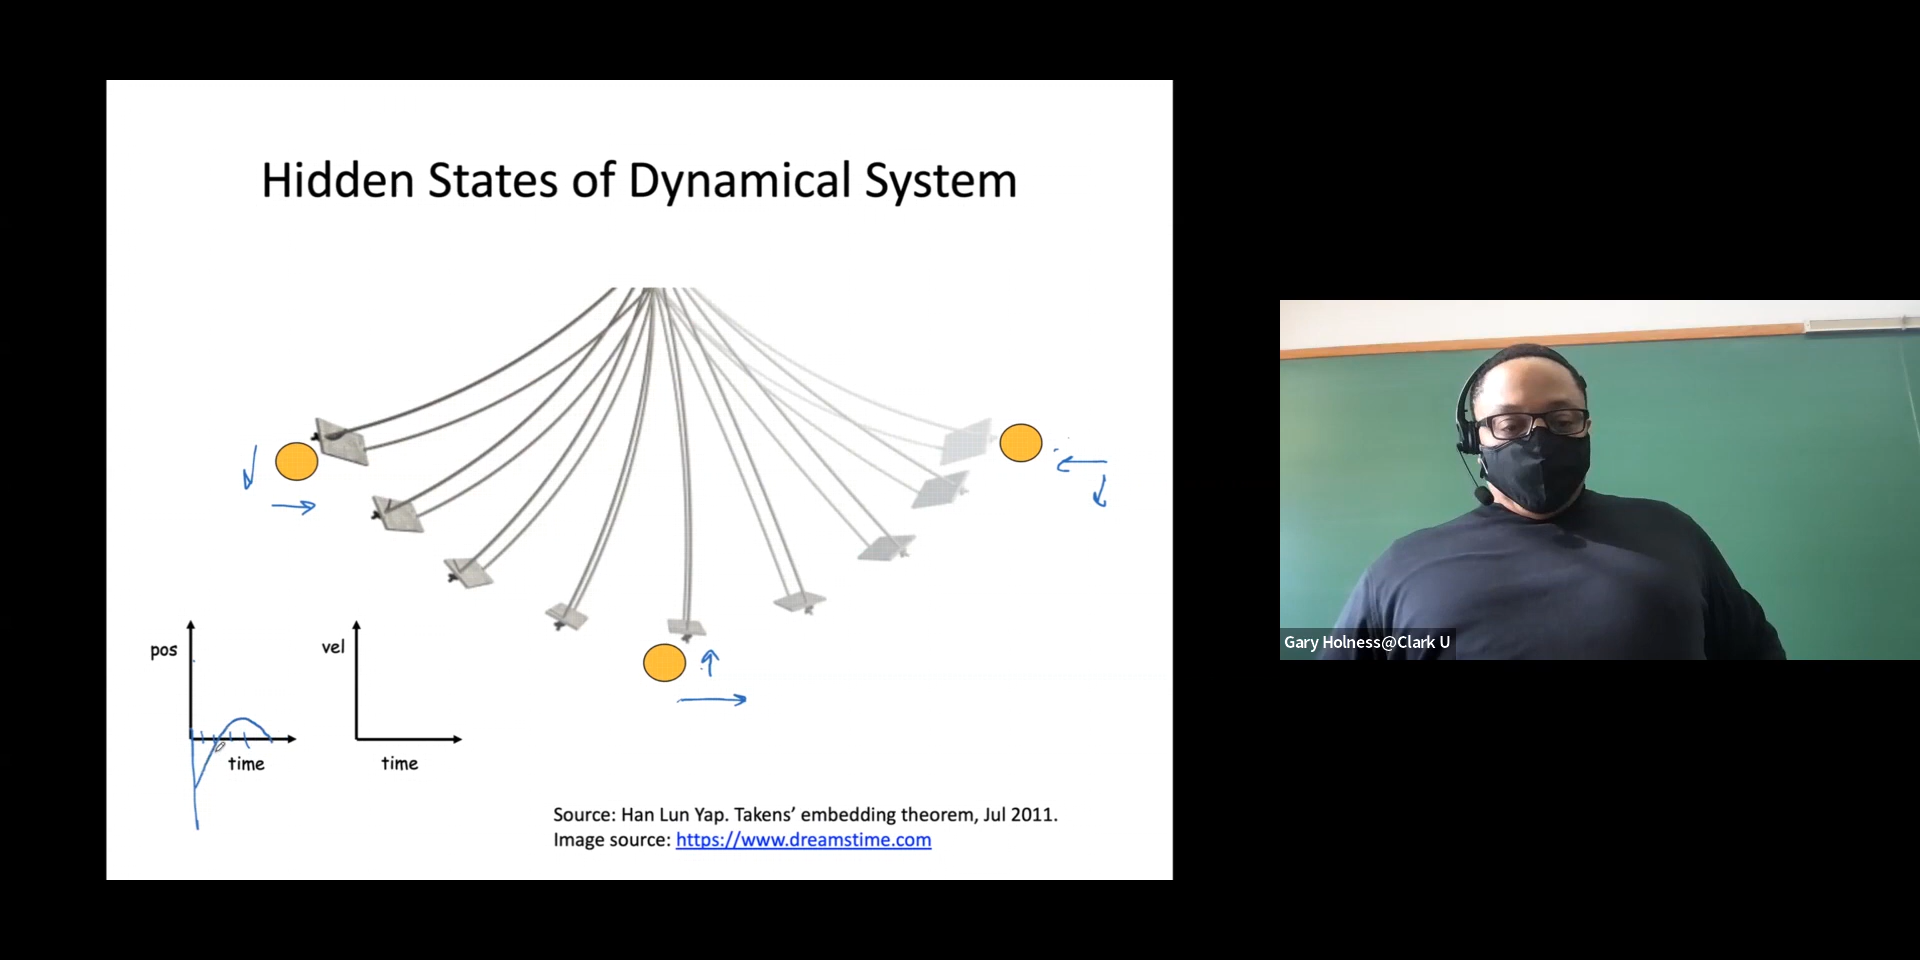 Hidden States of Dynamical System
pos
time
vel
time
Source: Han Lun Yap. Takens’ embedding theorem, Jul 2011.
Image source: https://www.dreamstime.com
Gary Holness@Clark U